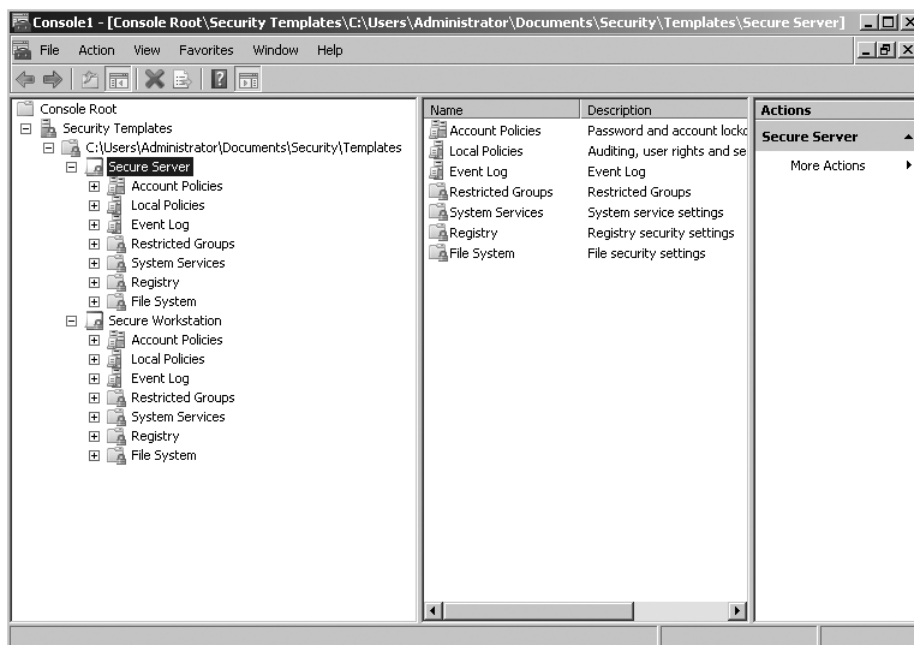 Console1 - [Console Root\Security Templates\C:\Users\Administrator\Documents\Security\Templates\Secure Server]
File Action View Favorites Window Help
Console Root
Security Templates
C:\Users\Administrator\Documents\Security\Templates
Secure Server
Account Policies
Local Policies
Event Log
Restricted Groups
System Services
Registry
File System
Secure Workstation
Account Policies
Local Policies
Event Log
Restricted Groups
System Services
Registry
File System
Name Description
Account Policies Password and account lockc
Local Policies Auditing, user rights and se
Event Log Event Log
Restricted Groups Restricted Groups
System Services System service settings
Registry Registry security settings
File System File security settings
Actions
Secure Server
More Actions